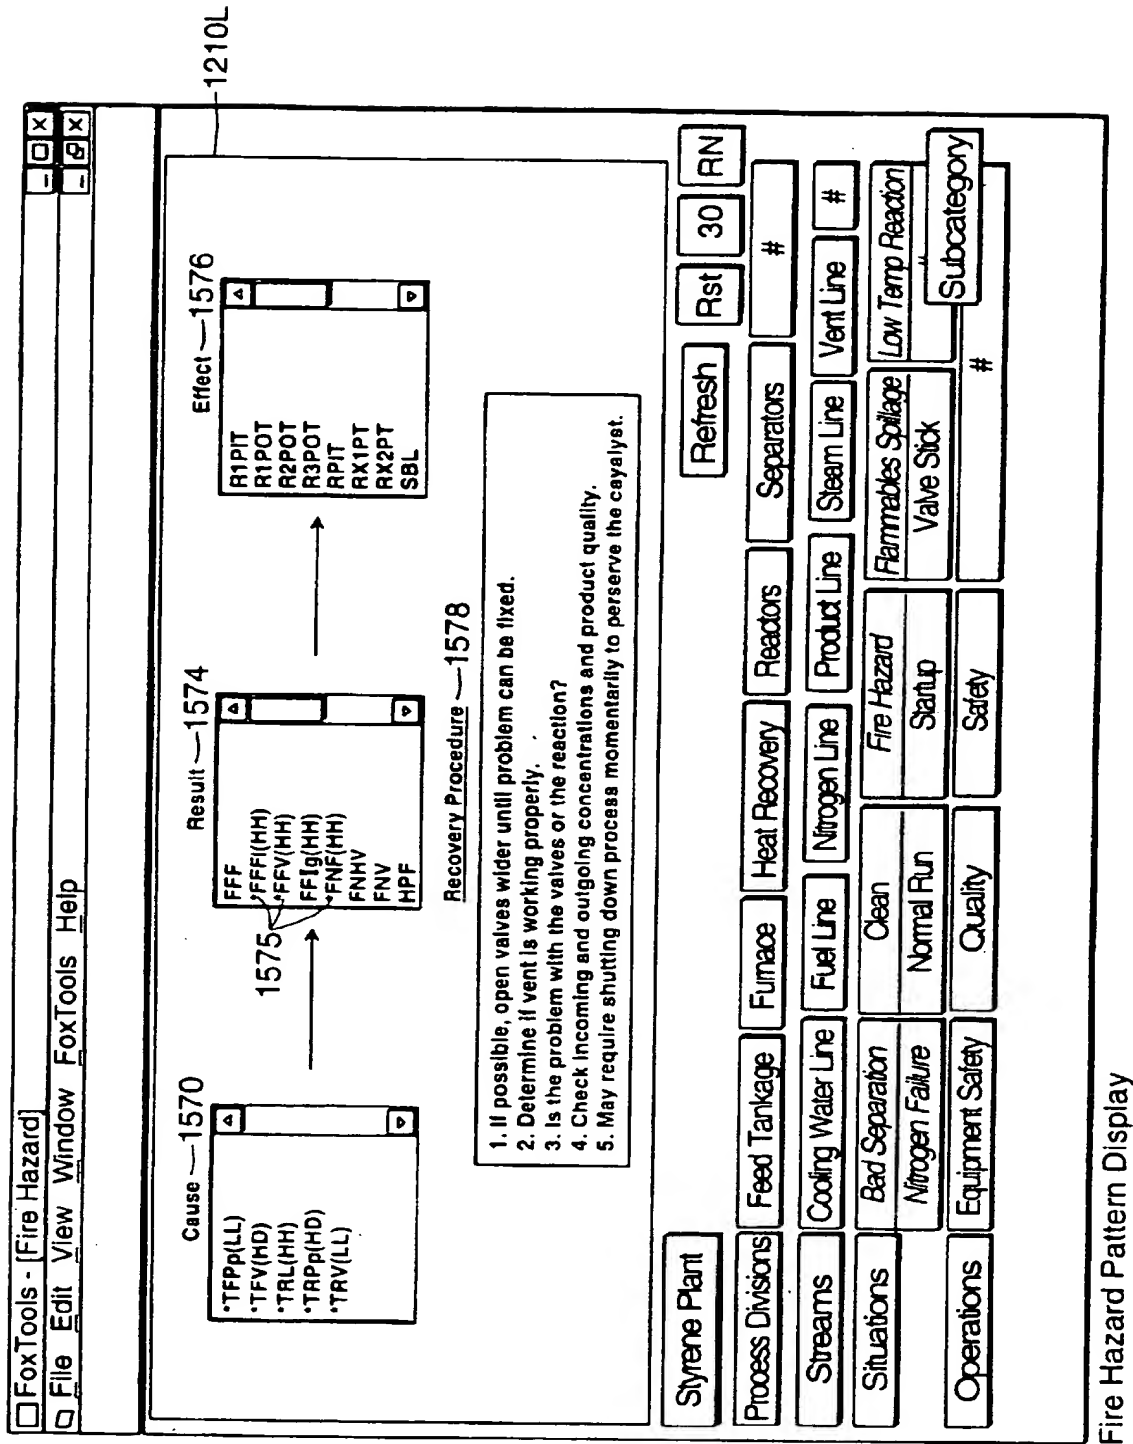 FoxTools - [Fire Hazard]
File Edit View Window FoxTools Help
1210L
Cause 1570
*TFPp(LL)
*TFV(HD)
*TRL(HH)
*TRPp(HD)
*TRV(LL)
Result 1574
FFF
*FFFI(HH)
*FFV(HH)
FFIg(HH)
*FNF(HH)
FNHV
FNV
HPF
1575
Effect 1576
R1PIT
R1POT
R2POT
R3POT
RPIT
RX1PT
RX2PT
SBL
Recovery Procedure 1578
1. If possible, open valves wider until problem can be fixed.
2. Determine if vent is working properly.
3. Is the problem with the valves or the reaction?
4. Check incoming and outgoing concentrations and product quality.
5. May require shutting down process momentarily to perserve the cayalyst.
Styrene Plant Refresh Rst 30 RN
Process Divisions Feed Tankage Furnace Heat Recovery Reactors Separators #
Streams Cooling Water Line Fuel Line Nitrogen Line Product Line Steam Line Vent Line #
Situations Bad Separation Clean Fire Hazard Flammables Spillage Low Temp Reaction
Nitrogen Failure Normal Run Startup Valve Stick #
Operations Equipment Safety Quality Safety # Subcategory
Fire Hazard Pattern Display